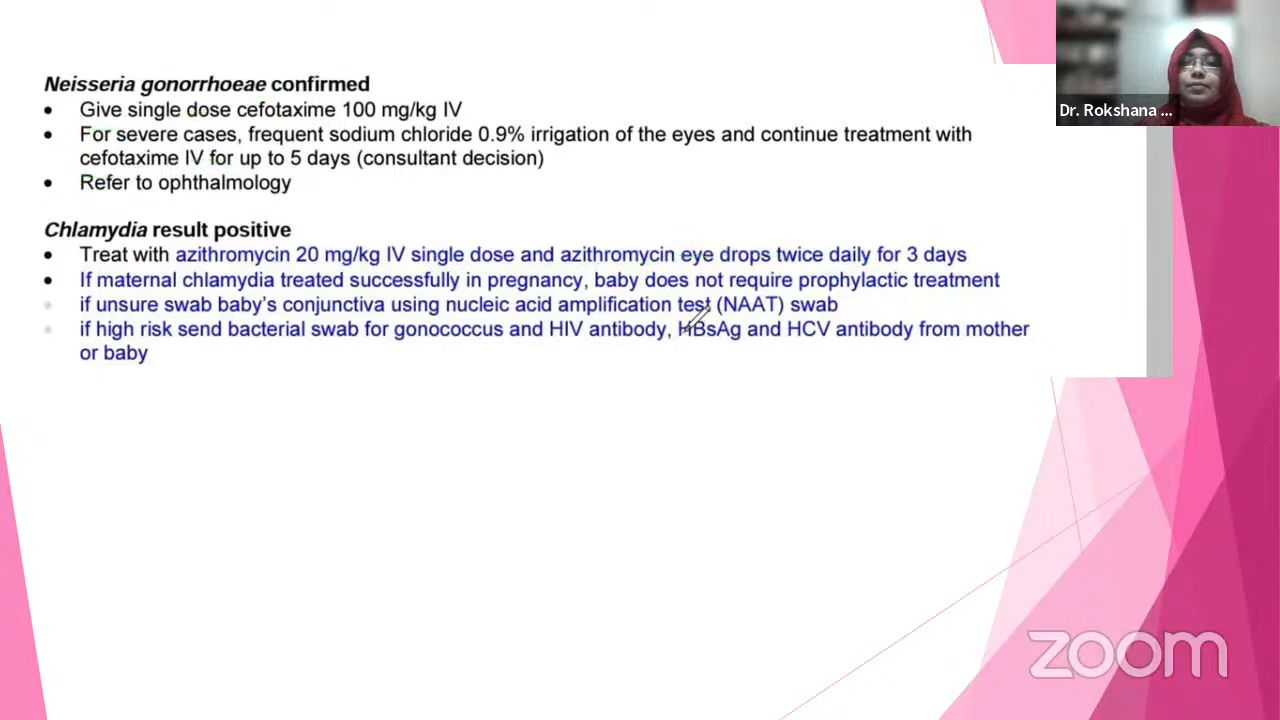 Neisseria gonorrhoeae confirmed
• Give single dose cefotaxime 100 mg/kg IV
• For severe cases, frequent sodium chloride 0.9% irrigation of the eyes and continue treatment with
cefotaxime IV for up to 5 days (consultant decision)
• Refer to ophthalmology
Chlamydia result positive
• Treat with azithromycin 20 mg/kg IV single dose and azithromycin eye drops twice daily for 3 days
• If maternal chlamydia treated successfully in pregnancy, baby does not require prophylactic treatment
• if unsure swab baby's conjunctiva using nucleic acid amplification test (NAAT) swab
• if high risk send bacterial swab for gonococcus and HIV antibody, HBsAg and HCV antibody from mother
or baby
Dr. Rokshana ...
zoom